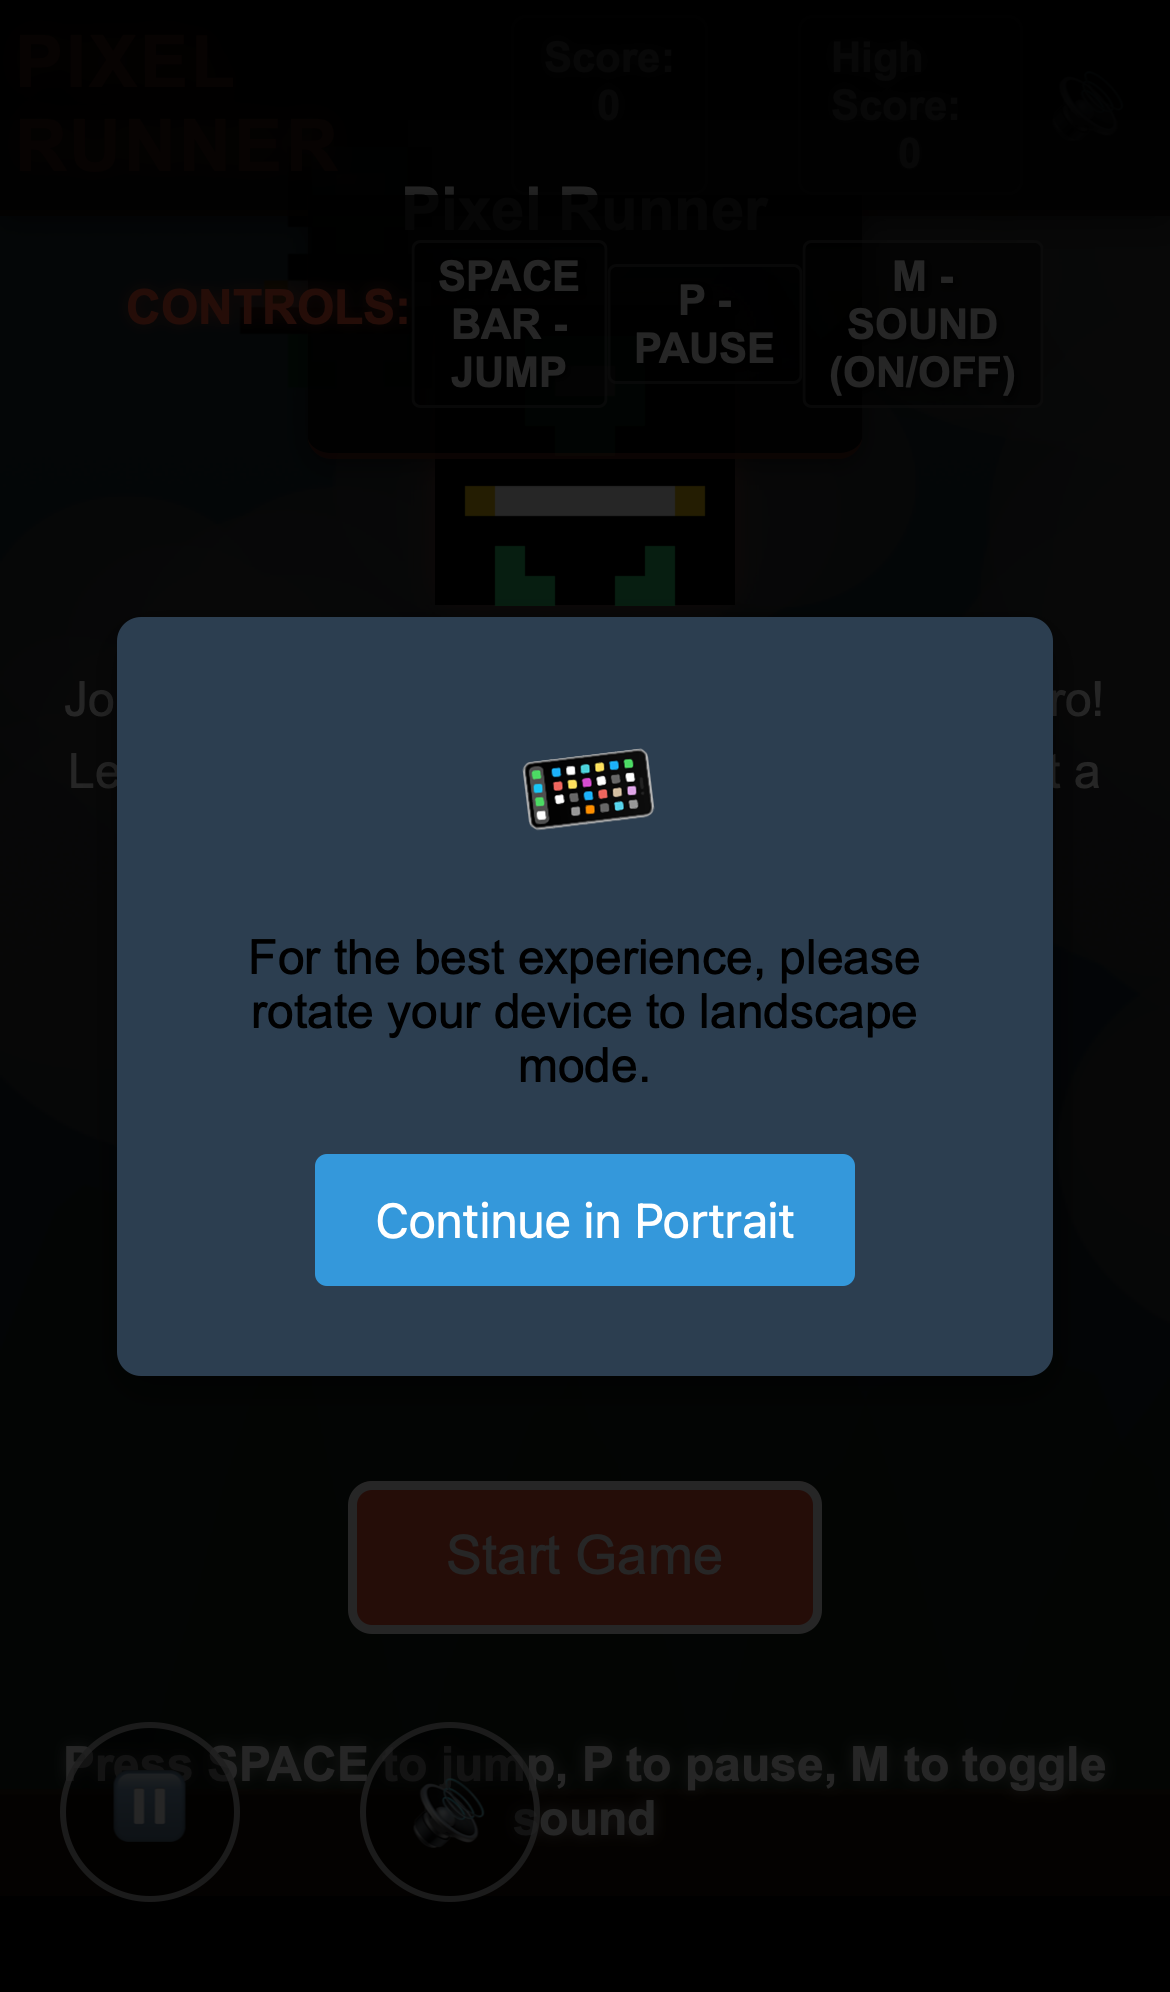 PIXEL
RUNNER
Score:
0
High
Score:
0
Pixel Runner
CONTROLS:
SPACE
BAR -
JUMP
P -
PAUSE
M -
SOUND
(ON/OFF)
Jo
ro!
Le
t a
For the best experience, please
rotate your device to landscape
mode.
Continue in Portrait
Start Game
Press SPACE to jump, P to pause, M to toggle
sound